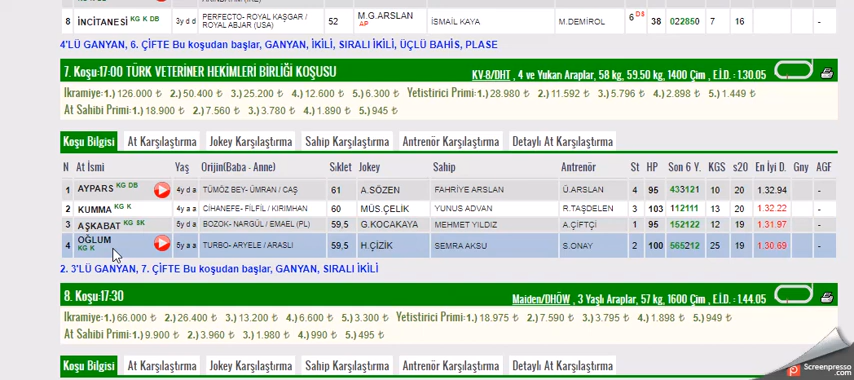 8 İNCİTANESİ KG K DB 3y d d PERFECTO- ROYAL KAŞGAR / ROYAL ABJAR (USA) 52 M.G.ARSLAN AP İSMAİL KAYA M.DEMİROL 6 DS 38 022850 7 16 -
4'LÜ GANYAN, 6. ÇİFTE Bu koşudan başlar, GANYAN, İKİLİ, SIRALI İKİLİ, ÜÇLÜ BAHİS, PLASE
7. Koşu:17:00 TÜRK VETERİNER HEKİMLERİ BİRLİĞİ KOŞUSU KV-8/DHT , 4 ve Yukarı Araplar, 58 kg, 59.50 kg, 1400 Çim , E.İ.D. : 1.30.05
İkramiye:1.) 126.000 ₺ 2.) 50.400 ₺ 3.) 25.200 ₺ 4.) 12.600 ₺ 5.) 6.300 ₺ Yetistirici Primi:1.) 28.980 ₺ 2.) 11.592 ₺ 3.) 5.796 ₺ 4.) 2.898 ₺ 5.) 1.449 ₺
At Sahibi Primi:1.) 18.900 ₺ 2.) 7.560 ₺ 3.) 3.780 ₺ 4.) 1.890 ₺ 5.) 945 ₺
Koşu Bilgisi At Karşılaştırma Jokey Karşılaştırma Sahip Karşılaştırma Antrenör Karşılaştırma Detaylı At Karşılaştırma
N At İsmi Yaş Orijin(Baba - Anne) Sıklet Jokey Sahip Antrenör St HP Son 6 Y. KGS s20 En İyi D. Gny AGF
1 AYPARS KG DB 4y d a TÜMÖZ BEY- ÜMRAN / CAŞ 61 A.SÖZEN FAHRİYE ARSLAN Ü.ARSLAN 4 95 433121 10 20 1.32.94 -
2 KUMMA KG K 4y a a CİHANEFE- FİLFİL / KIRIMHAN 60 MÜS.ÇELİK YUNUS ADVAN R.TAŞDELEN 3 103 112111 13 20 1.32.22 -
3 AŞKABAT KG SK 5y d a BOZOK- NARGÜL / EMAEL (PL) 59,5 G.KOCAKAYA MEHMET YILDIZ A.ÇİFTÇİ 1 95 152122 12 19 1.31.97 -
4 OĞLUM KG K 5y a a TURBO- ARYELE / ARASLI 59,5 H.ÇİZİK SEMRA AKSU S.ONAY 2 100 565212 25 19 1.30.69 -
2. 3'LÜ GANYAN, 7. ÇİFTE Bu koşudan başlar, GANYAN, SIRALI İKİLİ
8. Koşu:17:30 Maiden/DHÖW , 3 Yaşlı Araplar, 57 kg, 1600 Çim , E.İ.D. : 1.44.05
İkramiye:1.) 66.000 ₺ 2.) 26.400 ₺ 3.) 13.200 ₺ 4.) 6.600 ₺ 5.) 3.300 ₺ Yetistirici Primi:1.) 18.975 ₺ 2.) 7.590 ₺ 3.) 3.795 ₺ 4.) 1.898 ₺ 5.) 949 ₺
At Sahibi Primi:1.) 9.900 ₺ 2.) 3.960 ₺ 3.) 1.980 ₺ 4.) 990 ₺ 5.) 495 ₺
Koşu Bilgisi At Karşılaştırma Jokey Karşılaştırma Sahip Karşılaştırma Antrenör Karşılaştırma Detaylı At Karşılaştırma
Screenpresso.com